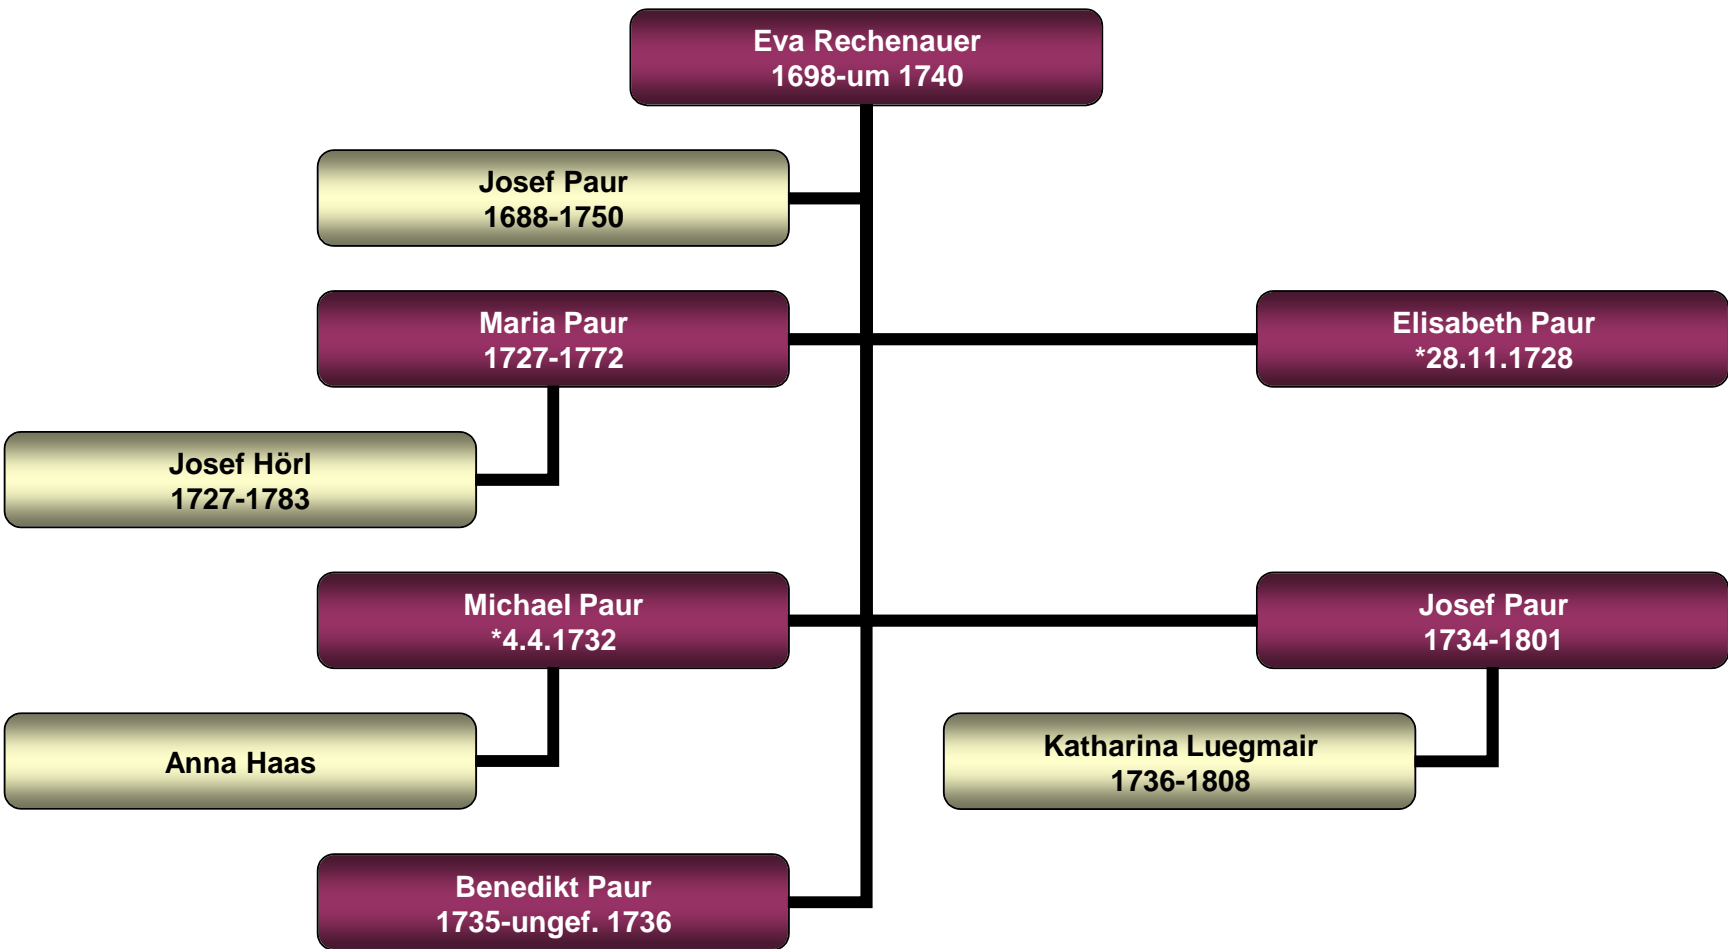 Eva Rechenauer
1698-um 1740
Josef Paur
1688-1750
Maria Paur
1727-1772
Elisabeth Paur
*28.11.1728
Josef Hörl
1727-1783
Michael Paur
*4.4.1732
Josef Paur
1734-1801
Anna Haas
Katharina Luegmair
1736-1808
Benedikt Paur
1735-ungef. 1736